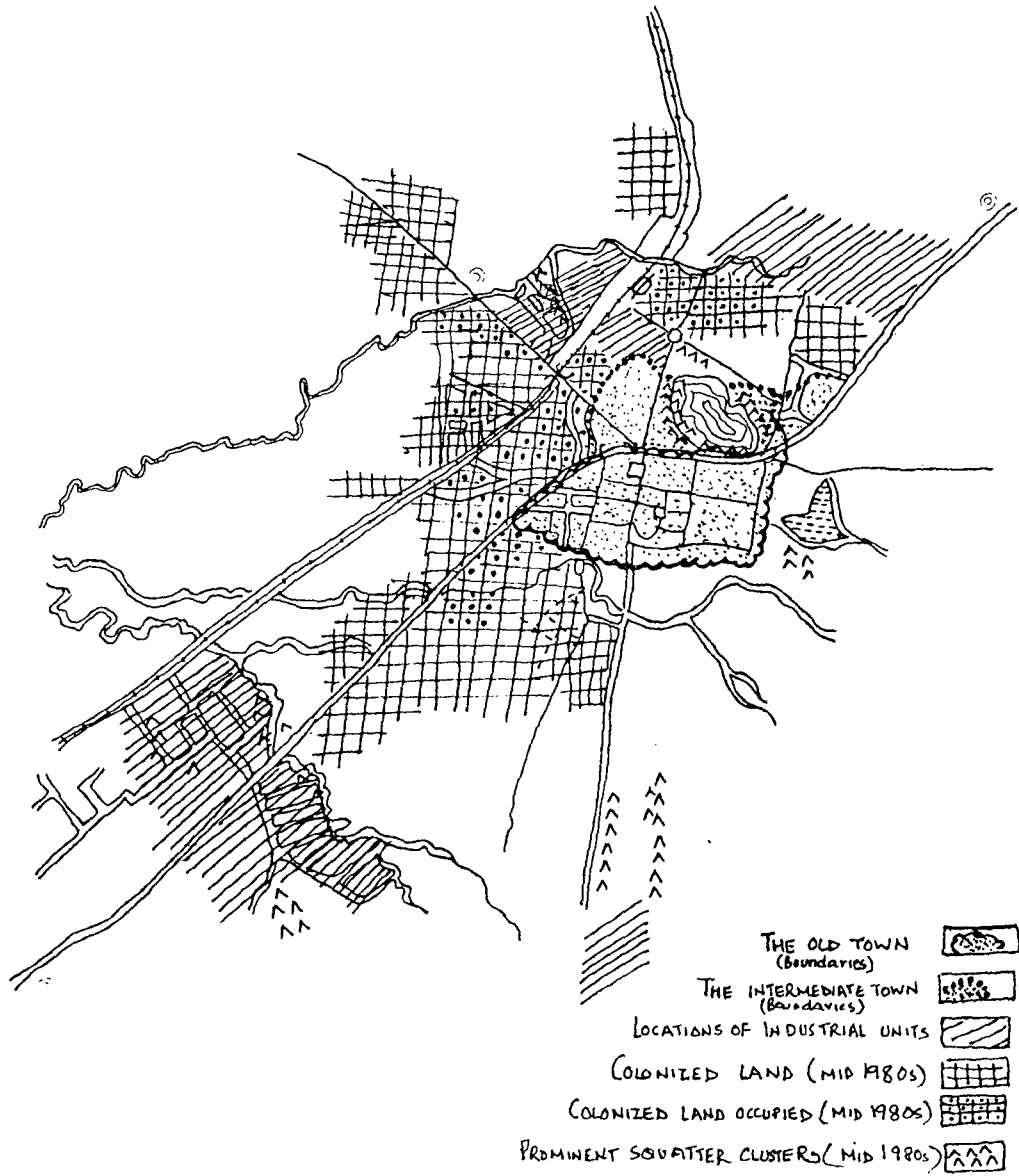 THE OLD TOWN
(Boundaries)
THE INTERMEDIATE TOWN
(Boundaries)
LOCATIONS OF INDUSTRIAL UNITS
COLONIZED LAND (MID 1980s)
COLONIZED LAND OCCUPIED (MID 1980s)
PROMINENT SQUATTER CLUSTERS (MID 1980s)